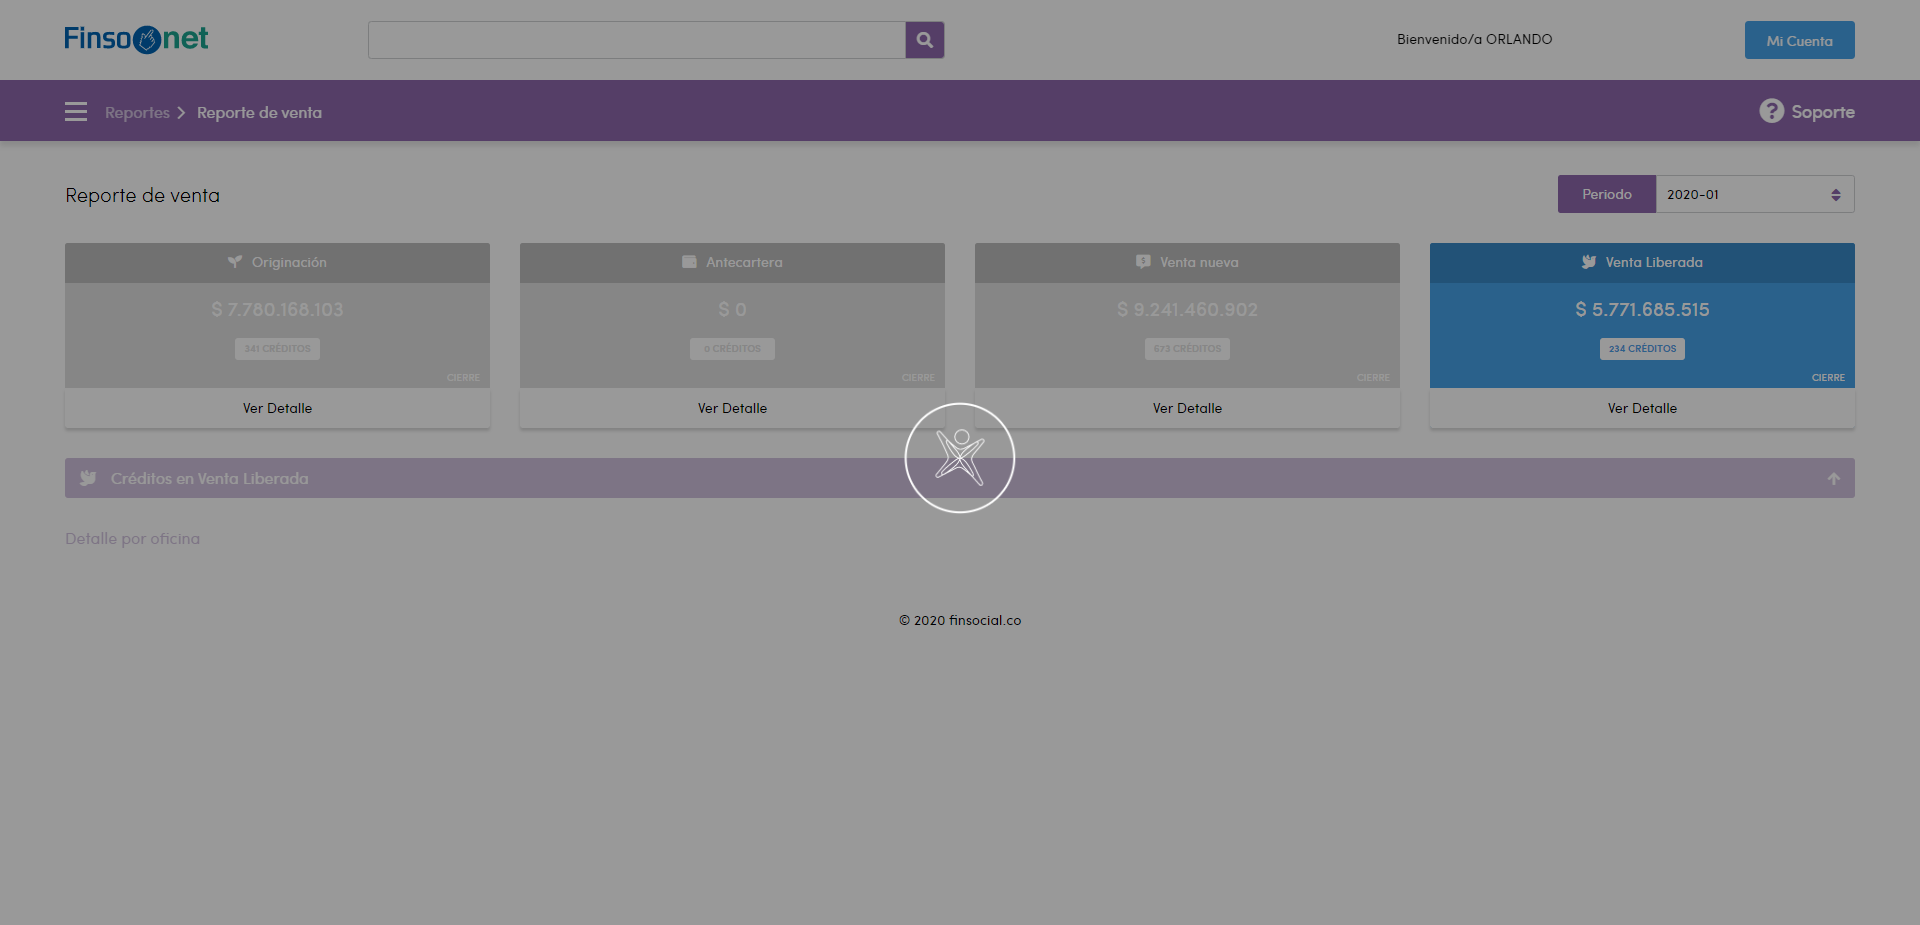 Finsonet
Bienvenido/a ORLANDO
Mi Cuenta
Reportes
Reporte de venta
Soporte
Reporte de venta
Periodo
2020-01
Originación
$ 7.780.168.103
341 CRÉDITOS
CIERRE
Ver Detalle
Antecartera
$ 0
0 CRÉDITOS
CIERRE
Ver Detalle
Venta nueva
$ 9.241.460.902
673 CRÉDITOS
CIERRE
Ver Detalle
Venta Liberada
$ 5.771.685.515
234 CRÉDITOS
CIERRE
Ver Detalle
Créditos en Venta Liberada
Detalle por oficina
© 2020 finsocial.co